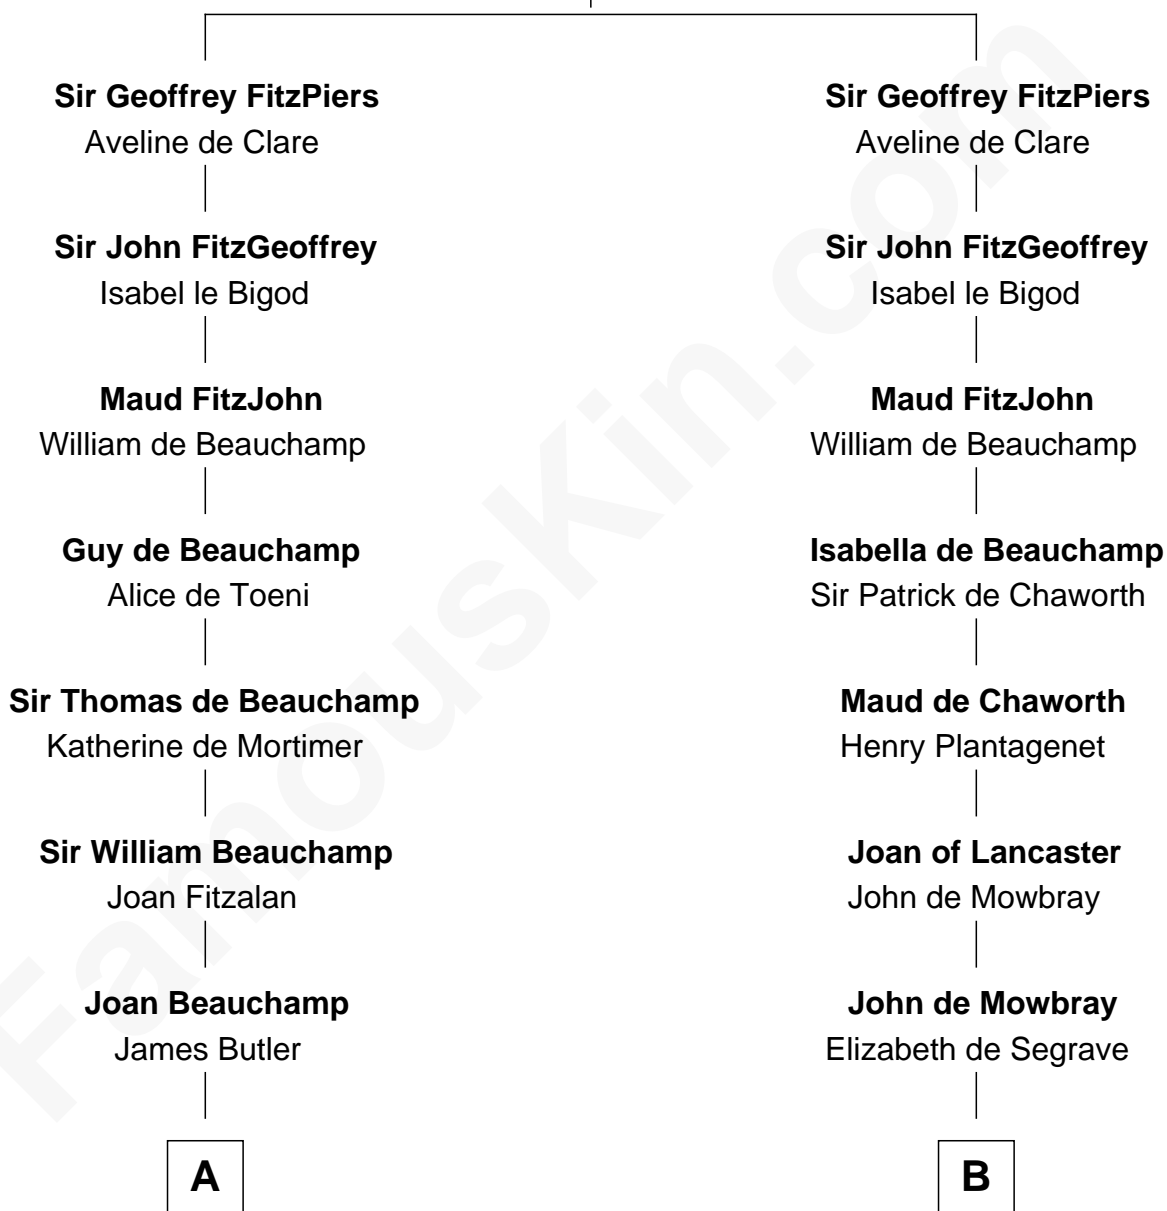 Sir Geoffrey FitzPiers
Aveline de Clare
Sir John FitzGeoffrey
Isabel le Bigod
Maud FitzJohn
William de Beauchamp
Guy de Beauchamp
Alice de Toeni
Sir Thomas de Beauchamp
Katherine de Mortimer
Sir William Beauchamp
Joan Fitzalan
Joan Beauchamp
James Butler
A
Sir Geoffrey FitzPiers
Aveline de Clare
Sir John FitzGeoffrey
Isabel le Bigod
Maud FitzJohn
William de Beauchamp
Isabella de Beauchamp
Sir Patrick de Chaworth
Maud de Chaworth
Henry Plantagenet
Joan of Lancaster
John de Mowbray
John de Mowbray
Elizabeth de Segrave
B
FamousKin.com